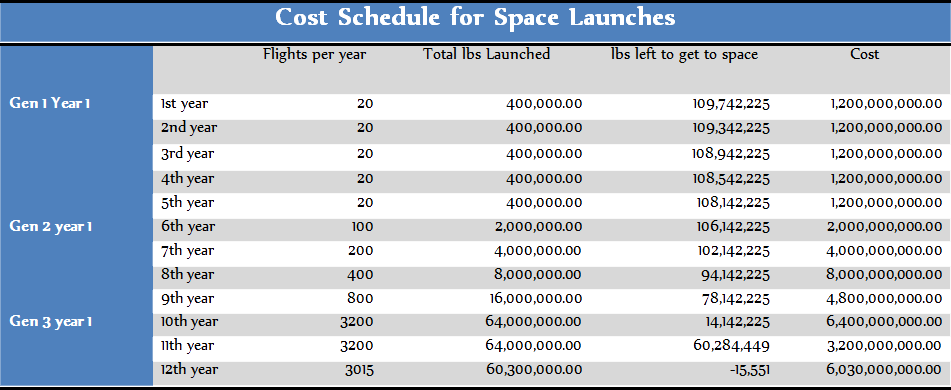 Cost Schedule for Space Launches
Flights per year Total lbs Launched lbs left to get to space Cost
Gen 1 Year 1 1st year 20 400,000.00 109,742,225 1,200,000,000.00
2nd year 20 400,000.00 109,342,225 1,200,000,000.00
3rd year 20 400,000.00 108,942,225 1,200,000,000.00
4th year 20 400,000.00 108,542,225 1,200,000,000.00
5th year 20 400,000.00 108,142,225 1,200,000,000.00
Gen 2 year 1 6th year 100 2,000,000.00 106,142,225 2,000,000,000.00
7th year 200 4,000,000.00 102,142,225 4,000,000,000.00
8th year 400 8,000,000.00 94,142,225 8,000,000,000.00
9th year 800 16,000,000.00 78,142,225 4,800,000,000.00
Gen 3 year 1 10th year 3200 64,000,000.00 14,142,225 6,400,000,000.00
11th year 3200 64,000,000.00 60,284,449 3,200,000,000.00
12th year 3015 60,300,000.00 -15,551 6,030,000,000.00